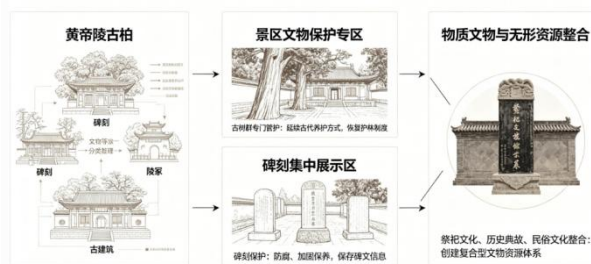 黄帝陵古柏
碑刻
文物等宗
分类整理
碑刻
陵冢
古建筑
景区文物保护专区
古树群专门管护：延续古代养护方式，恢复护林制度
碑刻集中展示区
碑刻保护：防腐、加固保养，保存碑文信息
物质文物与无形资源整合
祭祀文化、历史典故、民俗文化整合：
创建复合型文物资源体系